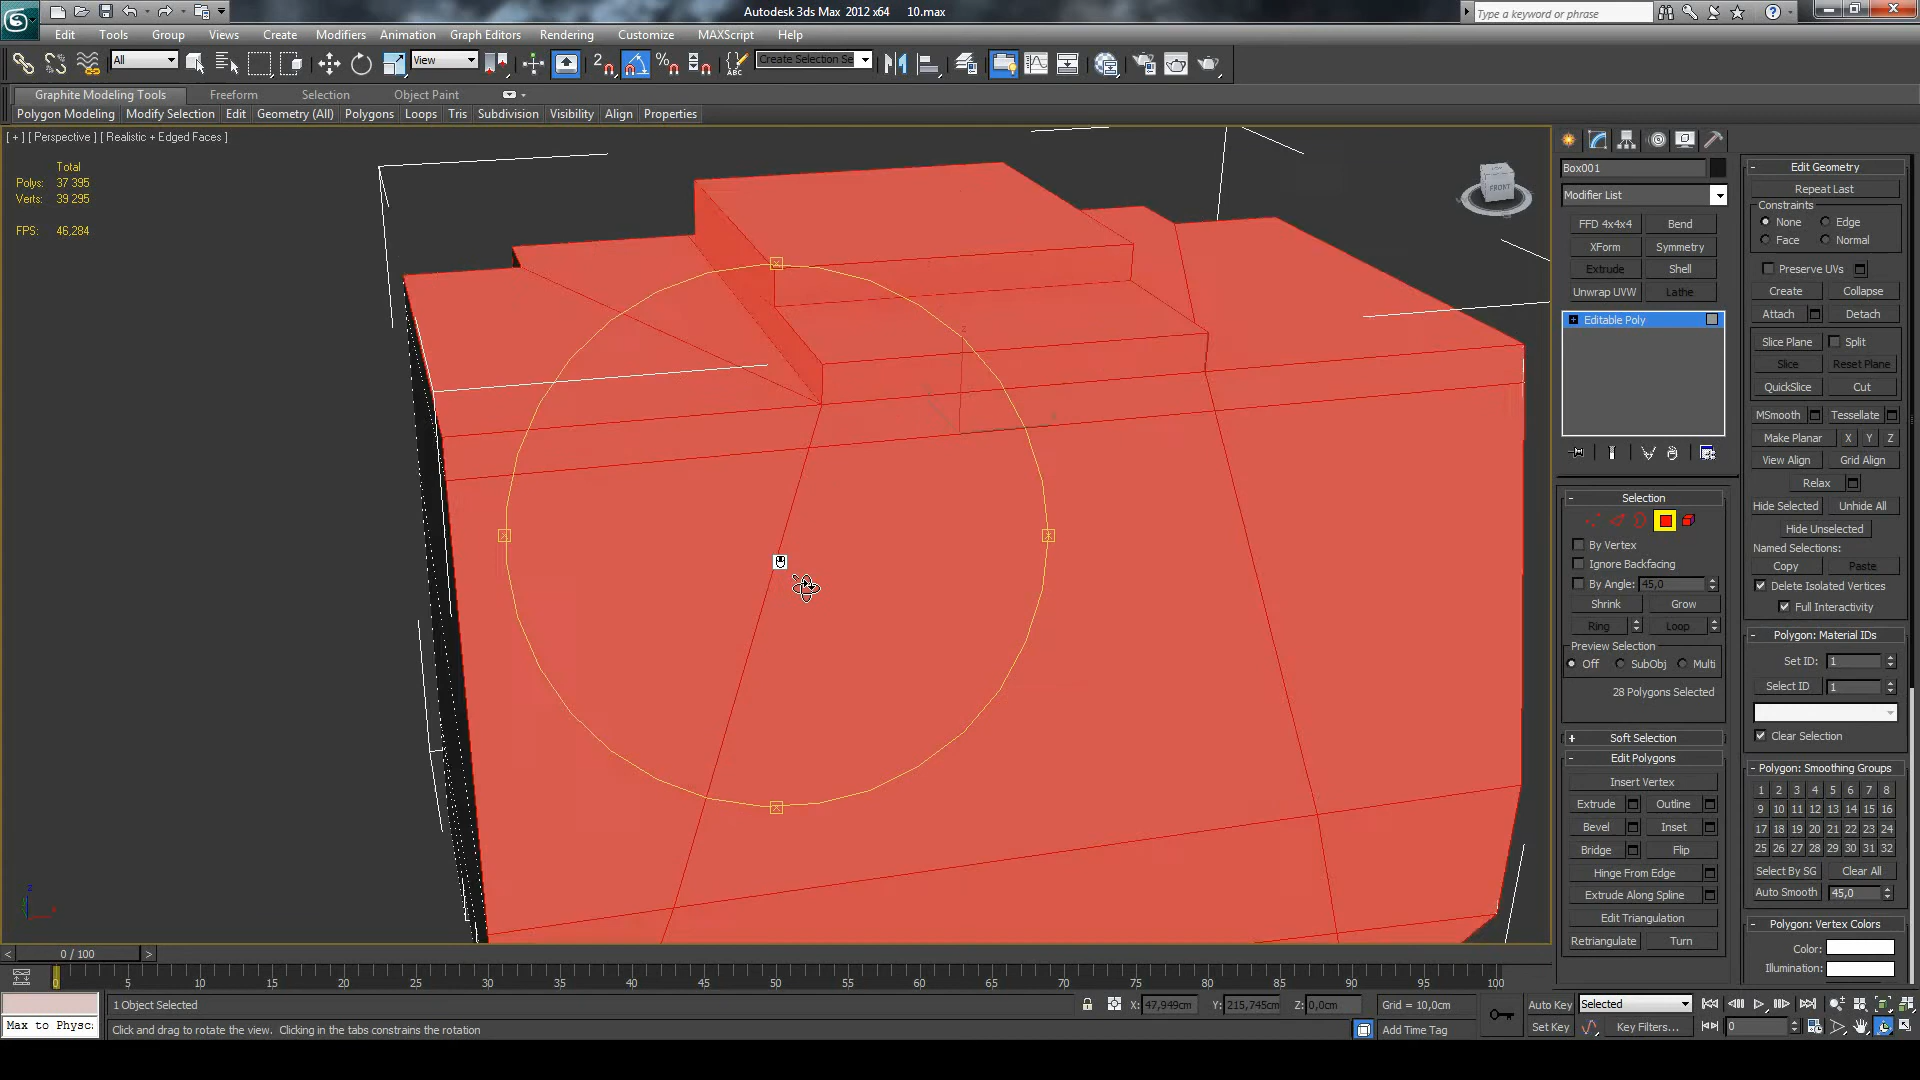 Autodesk 3ds Max 2012 x64 10.max
Type a keyword or phrase
Edit Tools Group Views Create Modifiers Animation Graph Editors Rendering Customize MAXScript Help
All View Create Selection Se
Graphite Modeling Tools Freeform Selection Object Paint
Polygon Modeling Modify Selection Edit Geometry (All) Polygons Loops Tris Subdivision Visibility Align Properties
[ + ] [ Perspective ] [ Realistic + Edged Faces ]
Total
Polys: 37 395
Verts: 39 295
FPS: 46,284
FRONT
Box001
Modifier List
FFD 4x4x4 Bend
XForm Symmetry
Extrude Shell
Unwrap UVW Lathe
Editable Poly
Selection
By Vertex
Ignore Backfacing
By Angle: 45,0
Shrink Grow
Ring Loop
Preview Selection
Off SubObj Multi
28 Polygons Selected
Soft Selection
Edit Polygons
Insert Vertex
Extrude Outline
Bevel Inset
Bridge Flip
Hinge From Edge
Extrude Along Spline
Edit Triangulation
Retriangulate Turn
Edit Geometry
Repeat Last
Constraints
None Edge
Face Normal
Preserve UVs
Create Collapse
Attach Detach
Slice Plane Split
Slice Reset Plane
QuickSlice Cut
MSmooth Tessellate
Make Planar X Y Z
View Align Grid Align
Relax
Hide Selected Unhide All
Hide Unselected
Named Selections:
Copy Paste
Delete Isolated Vertices
Full Interactivity
Polygon: Material IDs
Set ID: 1
Select ID 1
Clear Selection
Polygon: Smoothing Groups
1 2 3 4 5 6 7 8
9 10 11 12 13 14 15 16
17 18 19 20 21 22 23 24
25 26 27 28 29 30 31 32
Select By SG Clear All
Auto Smooth 45,0
Polygon: Vertex Colors
Color:
Illumination:
< 0 / 100 >
0 5 10 15 20 25 30 35 40 45 50 55 60 65 70 75 80 85 90 95 100
1 Object Selected X: 47,949cm Y: 215,745cm Z: 0,0cm Grid = 10,0cm Auto Key Selected
Max to Physc: Click and drag to rotate the view. Clicking in the tabs constrains the rotation Add Time Tag Set Key Key Filters... 0